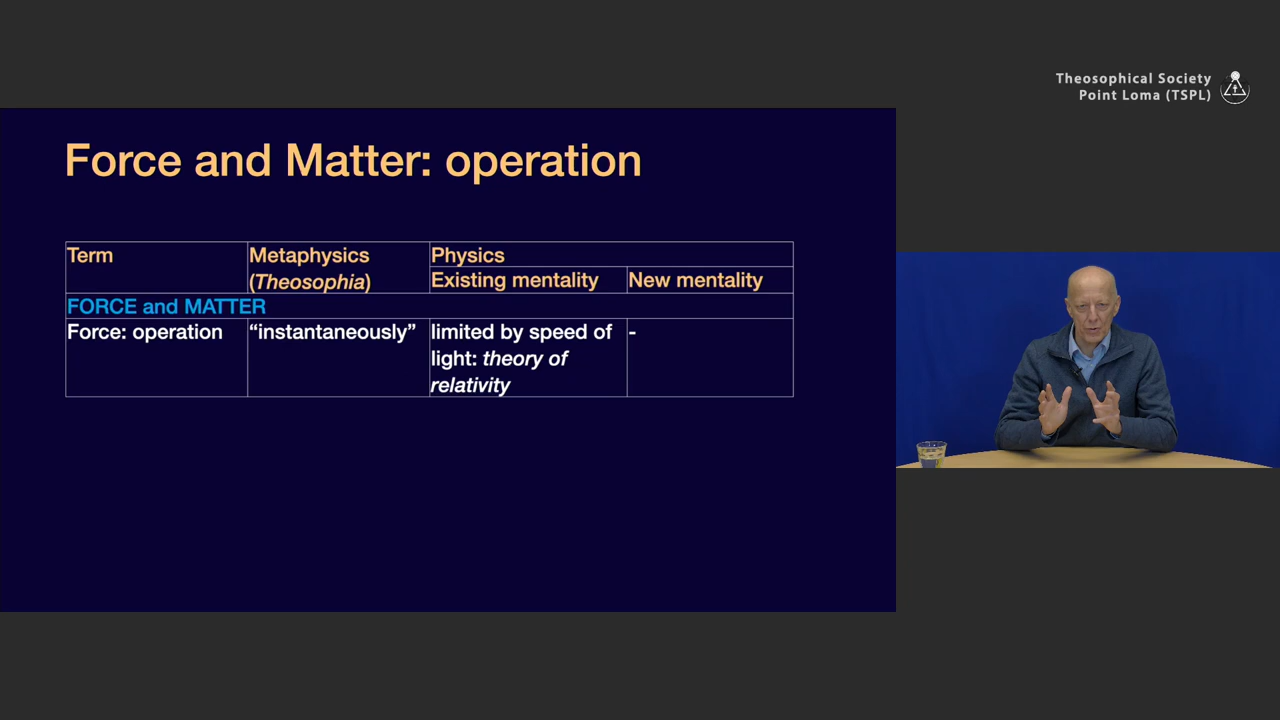 Theosophical Society
Point Loma (TSPL)
Force and Matter: operation
Term
Metaphysics
(Theosophia)
Physics
Existing mentality
New mentality
FORCE and MATTER
Force: operation
“instantaneously”
limited by speed of
light: theory of
relativity
-